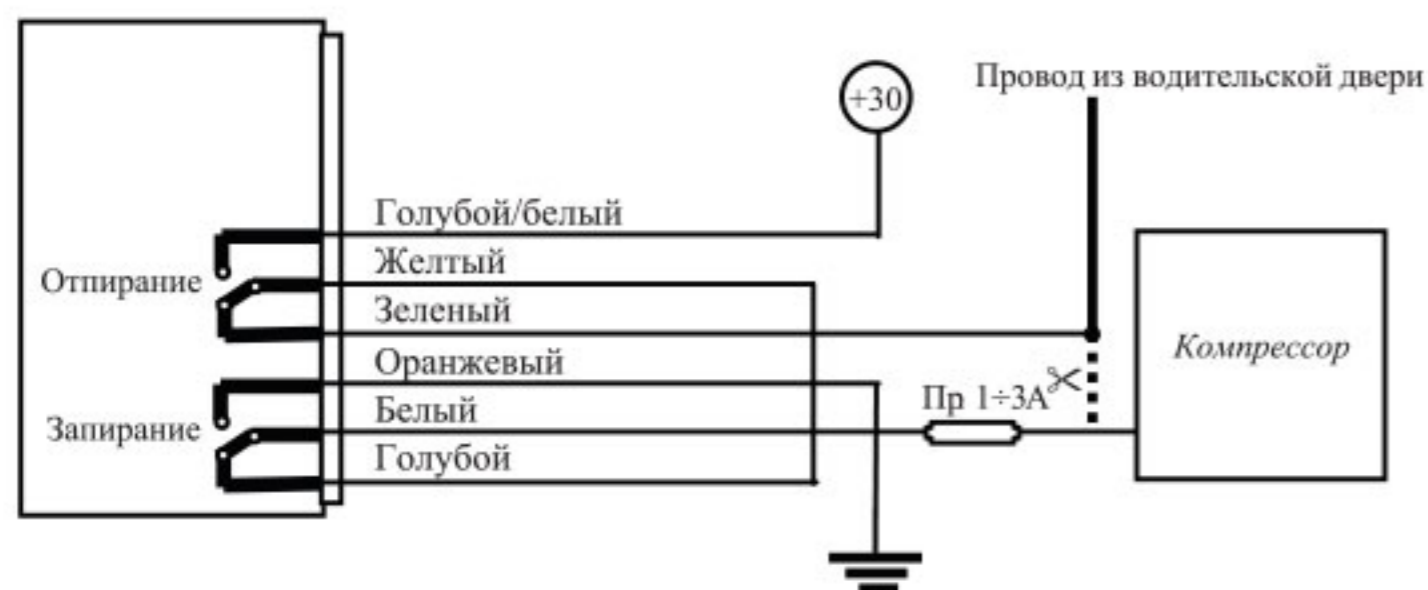 Провод из водительской двери
+30
Голубой/белый
Желтый
Отпирание
Зеленый
Оранжевый
Компрессор
Пр 1÷3А
Белый
Запирание
Голубой